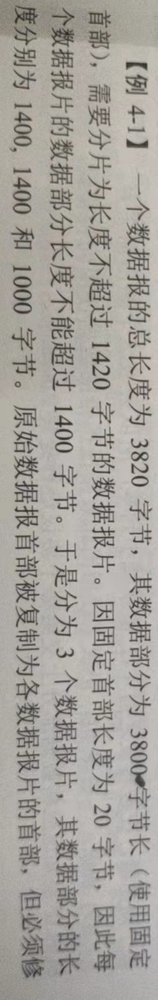 【例 4-1】 一个数据报的总长度为 3820 字节，其数据部分为 3800字节长（使用固定
首部），需要分片为长度不超过 1420 字节的数据报片。因固定首部长度为 20 字节，因此每
个数据报片的数据部分长度不能超过 1400 字节。于是分为 3 个数据报片，其数据部分的长
度分别为 1400, 1400 和 1000 字节。原始数据报首部被复制为各数据报片的首部，但必须修